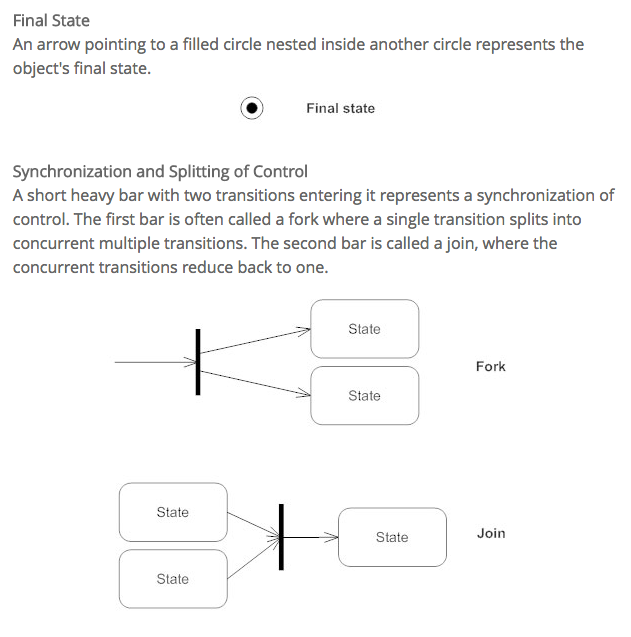 Final State
An arrow pointing to a filled circle nested inside another circle represents the
object's final state.
Final state
Synchronization and Splitting of Control
A short heavy bar with two transitions entering it represents a synchronization of
control. The first bar is often called a fork where a single transition splits into
concurrent multiple transitions. The second bar is called a join, where the
concurrent transitions reduce back to one.
State
Fork
State
State
State
Join
State